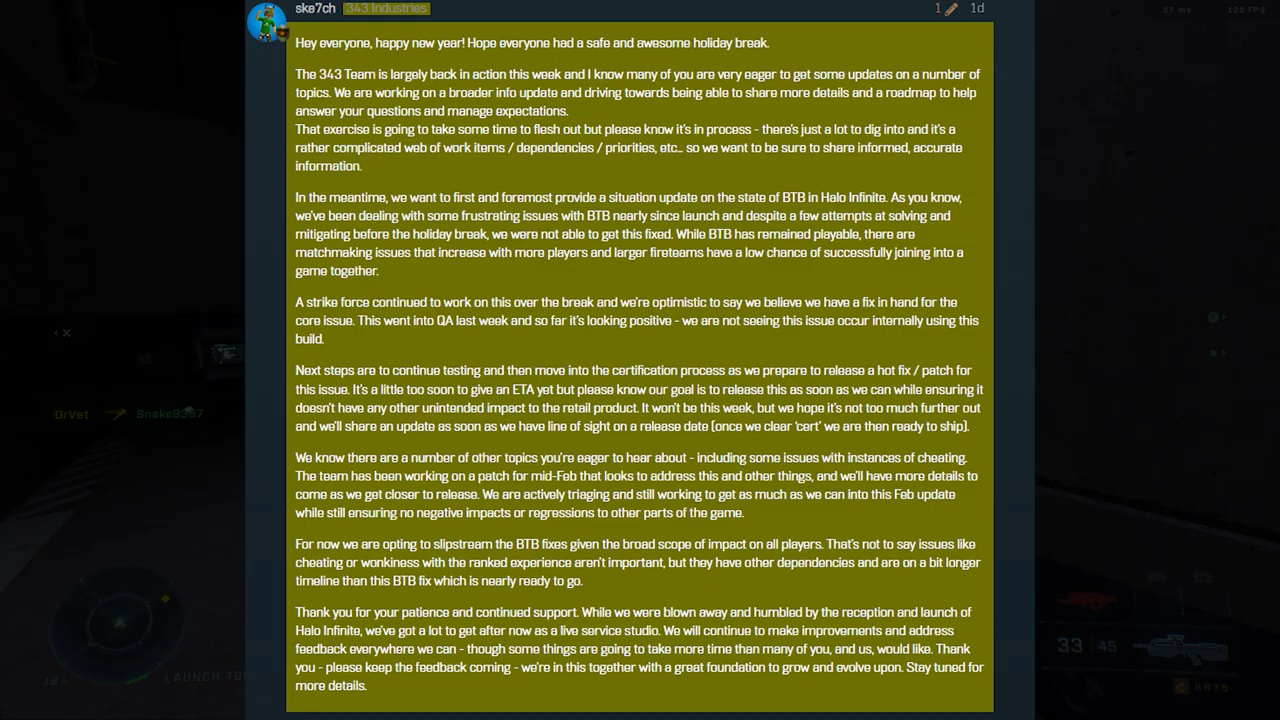 ske7ch 343 Industries 1 1d
37 ms 120 FPS
Hey everyone, happy new year! Hope everyone had a safe and awesome holiday break.
The 343 Team is largely back in action this week and I know many of you are very eager to get some updates on a number of
topics. We are working on a broader info update and driving towards being able to share more details and a roadmap to help
answer your questions and manage expectations.
That exercise is going to take some time to flesh out but please know it's in process - there's just a lot to dig into and it's a
rather complicated web of work items / dependencies / priorities, etc... so we want to be sure to share informed, accurate
information.
In the meantime, we want to first and foremost provide a situation update on the state of BTB in Halo Infinite. As you know,
we've been dealing with some frustrating issues with BTB nearly since launch and despite a few attempts at solving and
mitigating before the holiday break, we were not able to get this fixed. While BTB has remained playable, there are
matchmaking issues that increase with more players and larger fireteams have a low chance of successfully joining into a
game together.
A strike force continued to work on this over the break and we're optimistic to say we believe we have a fix in hand for the
core issue. This went into QA last week and so far it's looking positive - we are not seeing this issue occur internally using this
build.
Next steps are to continue testing and then move into the certification process as we prepare to release a hot fix / patch for
this issue. It's a little too soon to give an ETA yet but please know our goal is to release this as soon as we can while ensuring it
doesn't have any other unintended impact to the retail product. It won't be this week, but we hope it's not too much further out
and we'll share an update as soon as we have line of sight on a release date (once we clear 'cert' we are then ready to ship).
DrVet Snake9387
We know there are a number of other topics you're eager to hear about - including some issues with instances of cheating.
The team has been working on a patch for mid-Feb that looks to address this and other things, and we'll have more details to
come as we get closer to release. We are actively triaging and still working to get as much as we can into this Feb update
while still ensuring no negative impacts or regressions to other parts of the game.
For now we are opting to slipstream the BTB fixes given the broad scope of impact on all players. That's not to say issues like
cheating or wonkiness with the ranked experience aren't important, but they have other dependencies and are on a bit longer
timeline than this BTB fix which is nearly ready to go.
Thank you for your patience and continued support. While we were blown away and humbled by the reception and launch of
Halo Infinite, we've got a lot to get after now as a live service studio. We will continue to make improvements and address
feedback everywhere we can - though some things are going to take more time than many of you, and us, would like. Thank
you - please keep the feedback coming - we're in this together with a great foundation to grow and evolve upon. Stay tuned for
more details.
33 45
18m LAUNCH TO
BR75